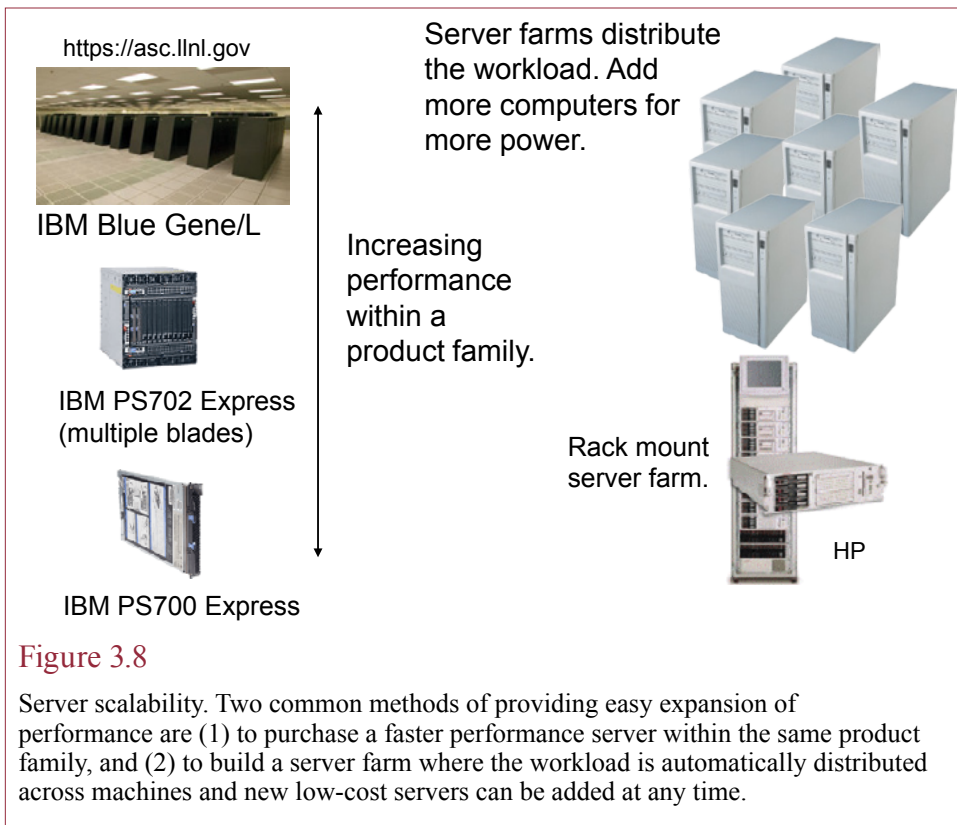 https://asc.llnl.gov
IBM Blue Gene/L
IBM PS702 Express
(multiple blades)
IBM PS700 Express
Increasing
performance
within a
product family.
Server farms distribute
the workload. Add
more computers for
more power.
Rack mount
server farm.
HP
Figure 3.8
Server scalability. Two common methods of providing easy expansion of
performance are (1) to purchase a faster performance server within the same product
family, and (2) to build a server farm where the workload is automatically distributed
across machines and new low-cost servers can be added at any time.